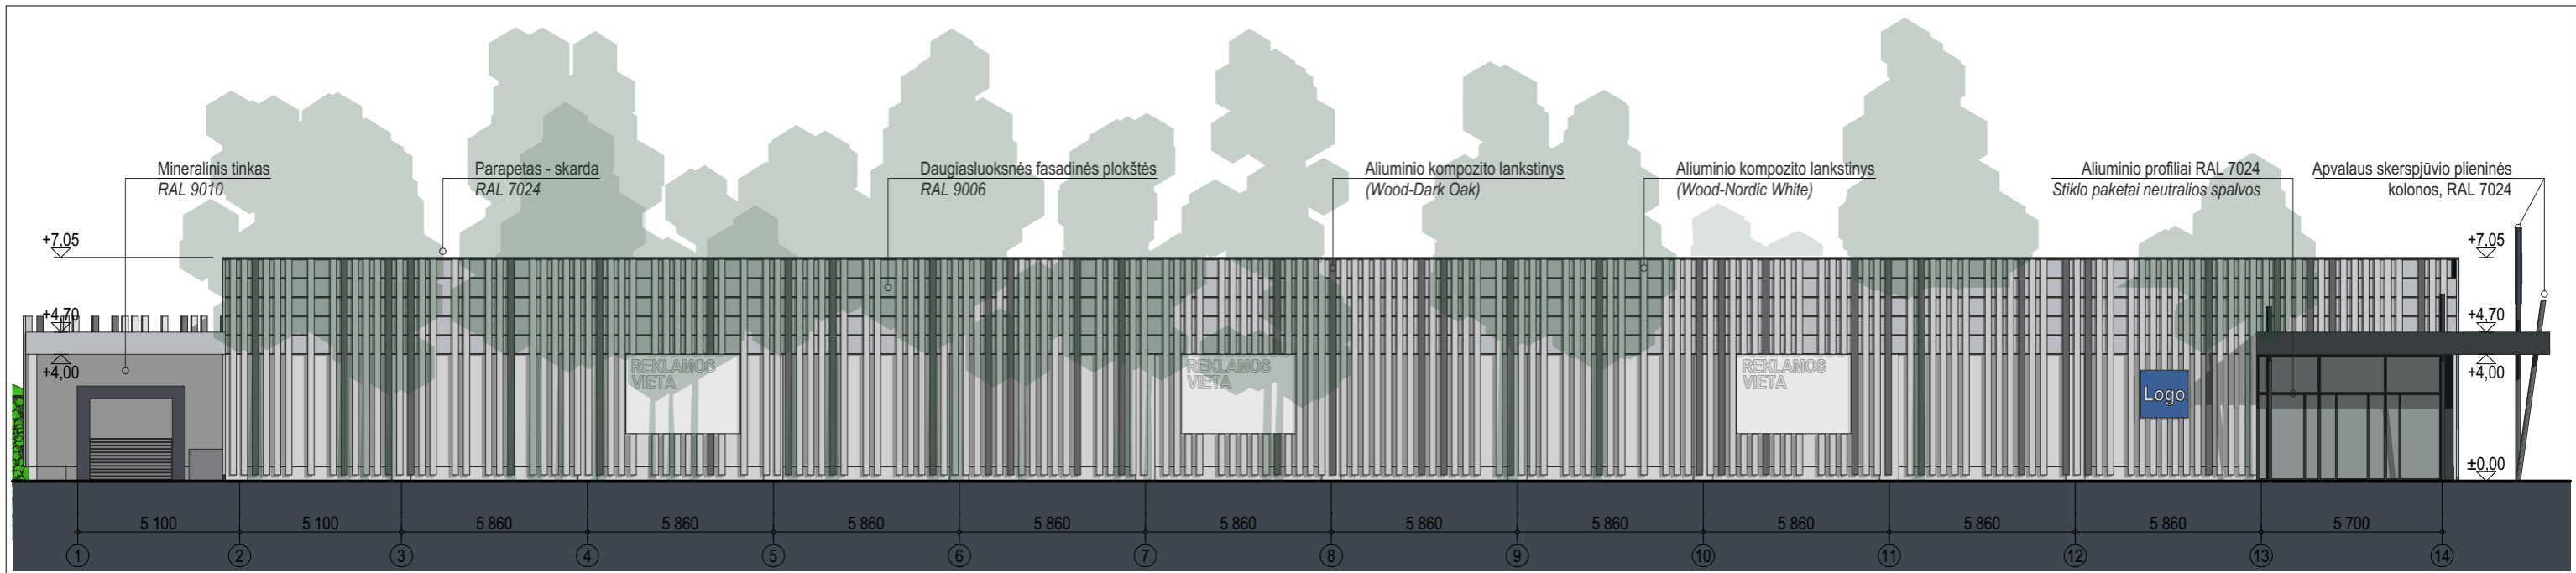 Mineralinis tinkas
RAL 9010
Parapetas - skarda
RAL 7024
Daugiasluoksnės fasadinės plokštės
RAL 9006
Aliuminio kompozito lankstinys
(Wood-Dark Oak)
Aliuminio kompozito lankstinys
(Wood-Nordic White)
Aliuminio profiliai RAL 7024
Stiklo paketai neutralios spalvos
Apvalaus skerspjūvio plieninės
kolonos, RAL 7024
+7,05
+7,05
+4,70
+4,70
+4,00
+4,00
±0,00
REKLAMOS
VIETA
REKLAMOS
VIETA
REKLAMOS
VIETA
Logo
5 100 5 100 5 860 5 860 5 860 5 860 5 860 5 860 5 860 5 860 5 860 5 860 5 700
1 2 3 4 5 6 7 8 9 10 11 12 13 14